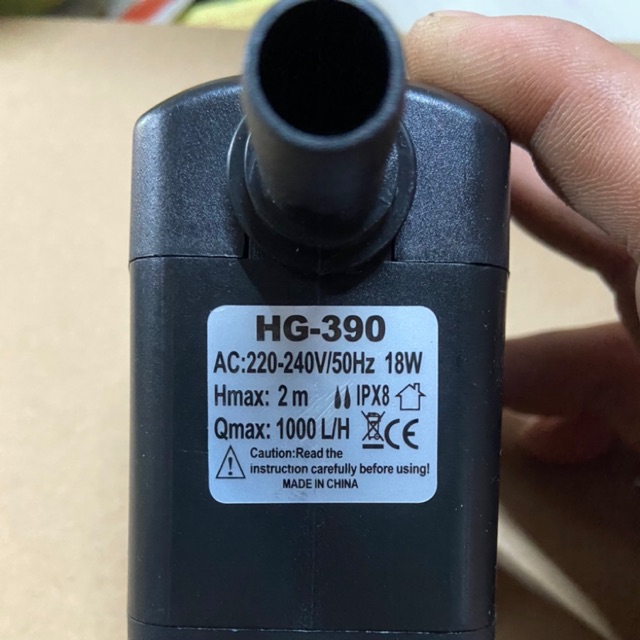 HG-390
AC:220-240V/50Hz 18W
Hmax: 2 m IPX8
Qmax: 1000 L/H CE
Caution:Read the
instruction carefully before using!
MADE IN CHINA